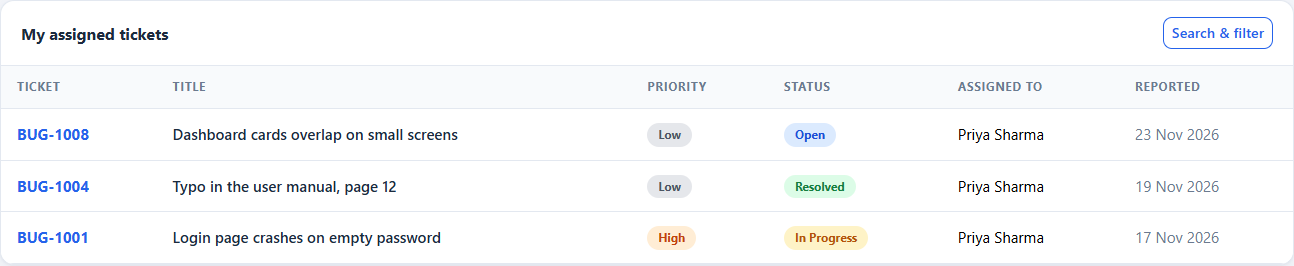 My assigned tickets Search & filter
TICKET TITLE PRIORITY STATUS ASSIGNED TO REPORTED
BUG-1008 Dashboard cards overlap on small screens Low Open Priya Sharma 23 Nov 2026
BUG-1004 Typo in the user manual, page 12 Low Resolved Priya Sharma 19 Nov 2026
BUG-1001 Login page crashes on empty password High In Progress Priya Sharma 17 Nov 2026